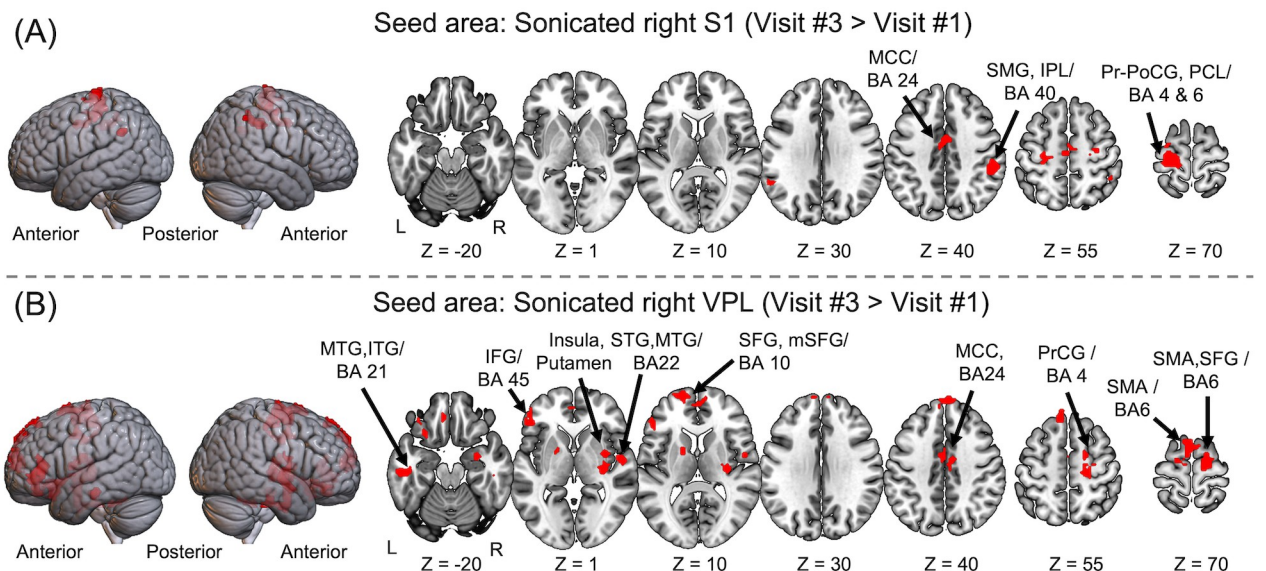 (A)
Seed area: Sonicated right S1 (Visit #3 > Visit #1)
MCC/
BA 24
SMG, IPL/
BA 40
Pr-PoCG, PCL/
BA 4 & 6
L
R
Anterior
Posterior
Anterior
Z = -20
Z = 1
Z = 10
Z = 30
Z = 40
Z = 55
Z = 70
(B)
Seed area: Sonicated right VPL (Visit #3 > Visit #1)
MTG,ITG/
BA 21
IFG/
BA 45
Insula,
Putamen
STG,MTG/
BA22
SFG, mSFG/
BA 10
MCC,
BA24
PrCG /
BA 4
SMA /
BA6
SMA,SFG /
BA6
L
R
Anterior
Posterior
Anterior
Z = -20
Z = 1
Z = 10
Z = 30
Z = 40
Z = 55
Z = 70